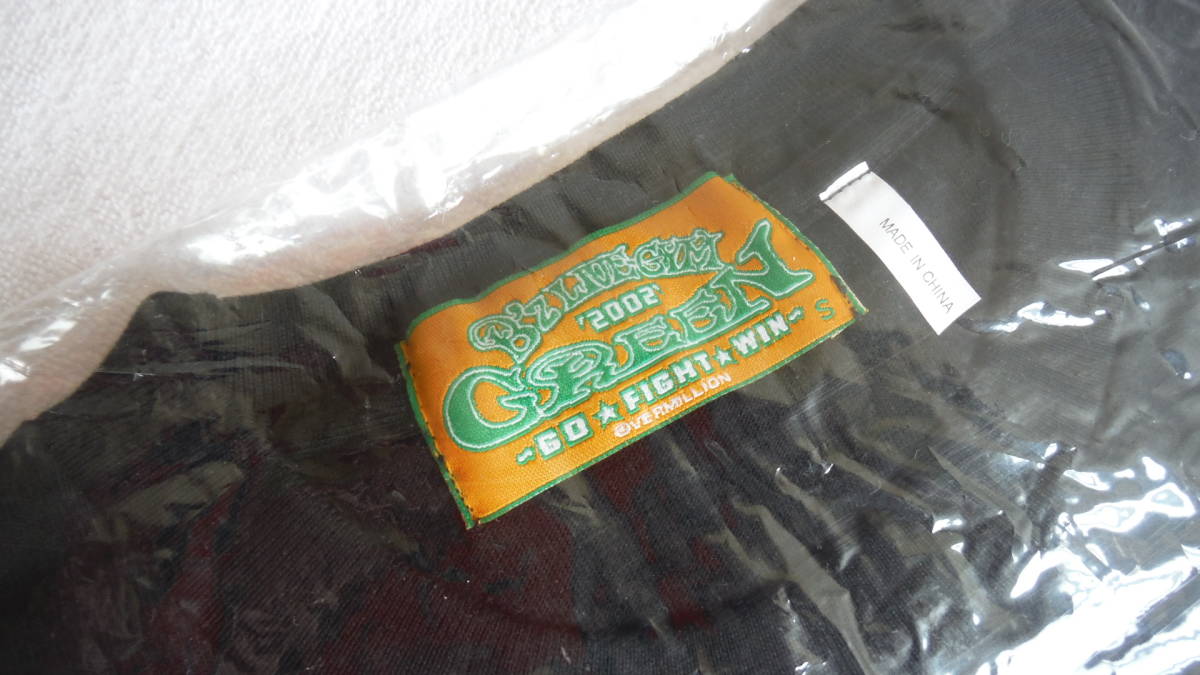 B'z LIVE-GYM
'2002'
GREEN
~GO★FIGHT★WIN~
©VERMILLION
S
MADE IN CHINA